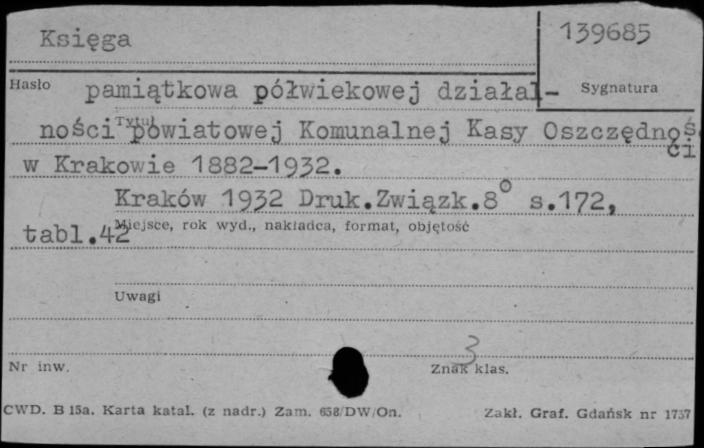 Księga
139685
Hasło
pamiątkowa półwiekowej działal-
Sygnatura
Tytuł
ności powiatowej Komunalnej Kasy Oszczędnoś
ci
w Krakowie 1882-1932.
Kraków 1932 Druk.Związk.8° s.172,
tabl.42
Miejsce, rok wyd., nakładca, format, objętość
Uwagi
3
Nr inw.
Znak klas.
CWD. B 15a. Karta katal. (z nadr.) Zam. 658/DW/On.
Zakł. Graf. Gdańsk nr 1737